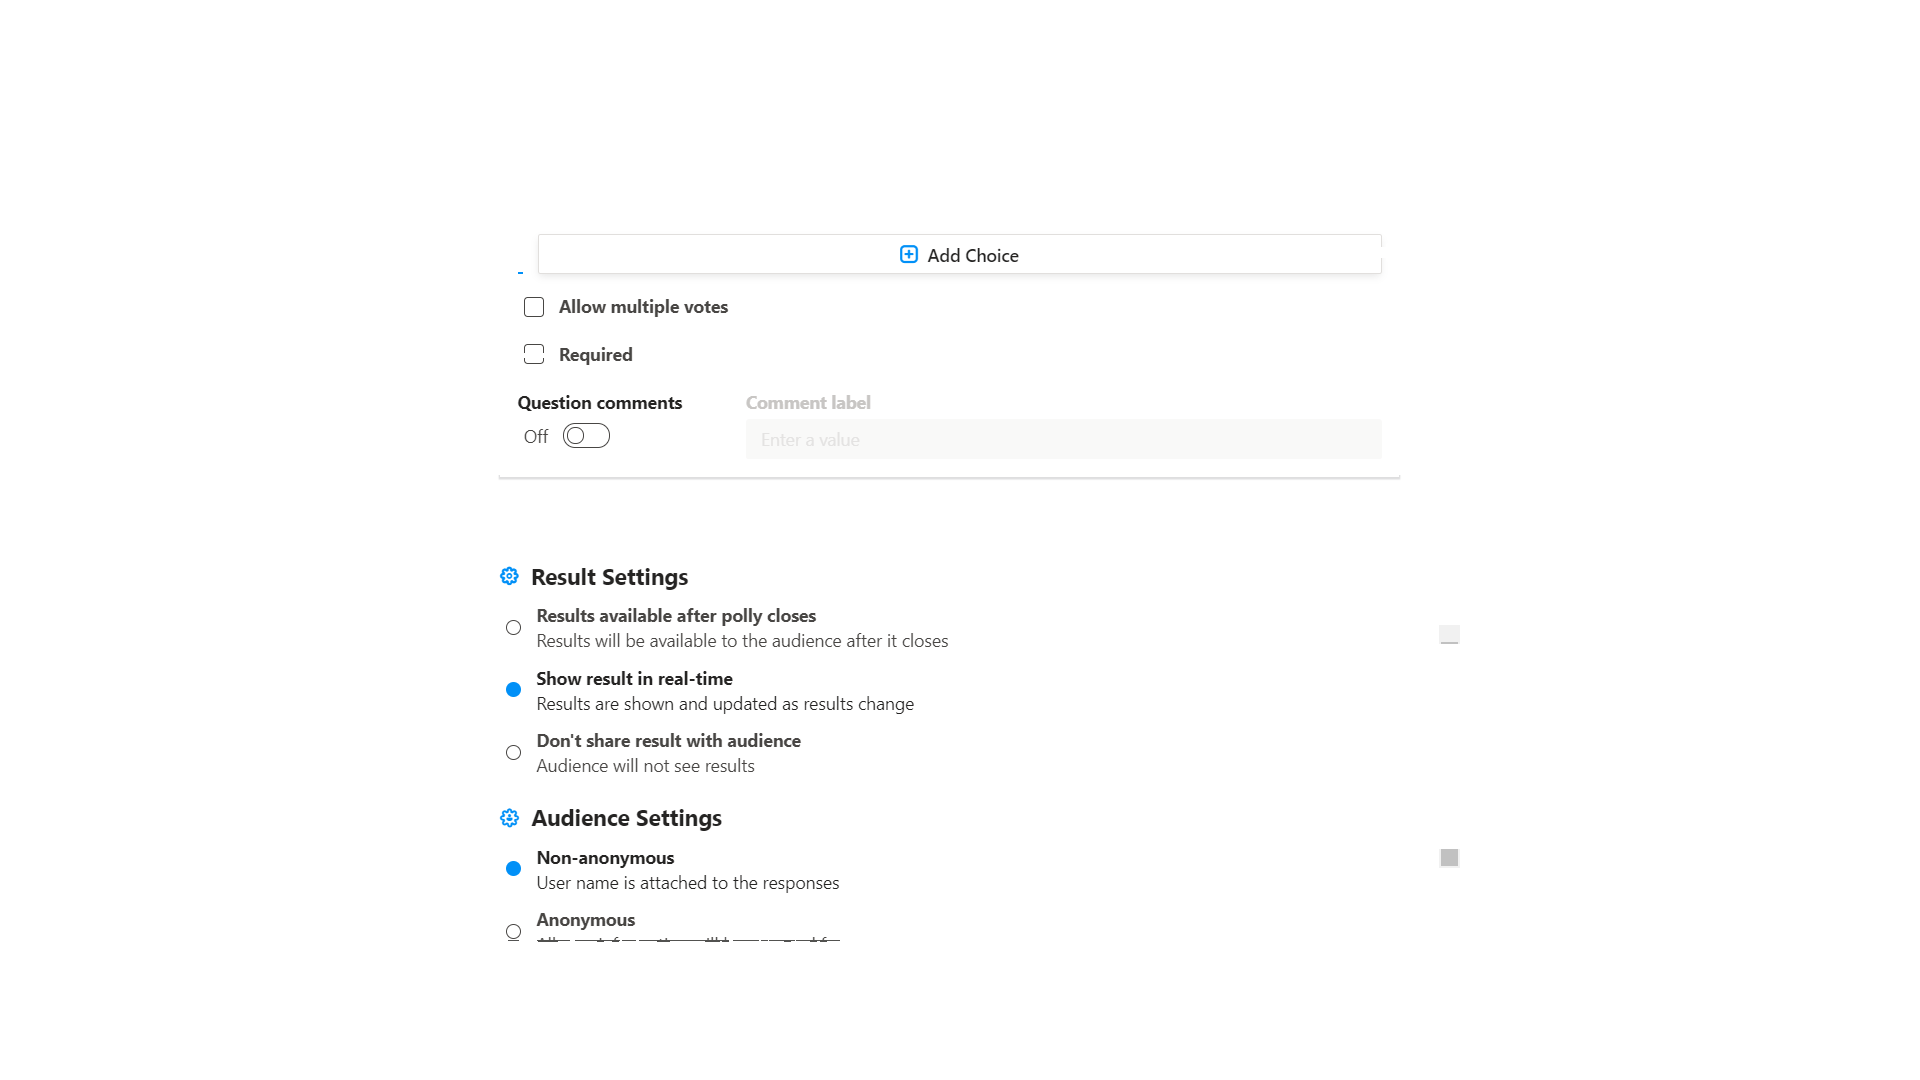 Add Choice
Allow multiple votes
Required
Question comments
Comment label
Off
Enter a value
Result Settings
Results available after polly closes
Results will be available to the audience after it closes
Show result in real-time
Results are shown and updated as results change
Don't share result with audience
Audience will not see results
Audience Settings
Non-anonymous
User name is attached to the responses
Anonymous